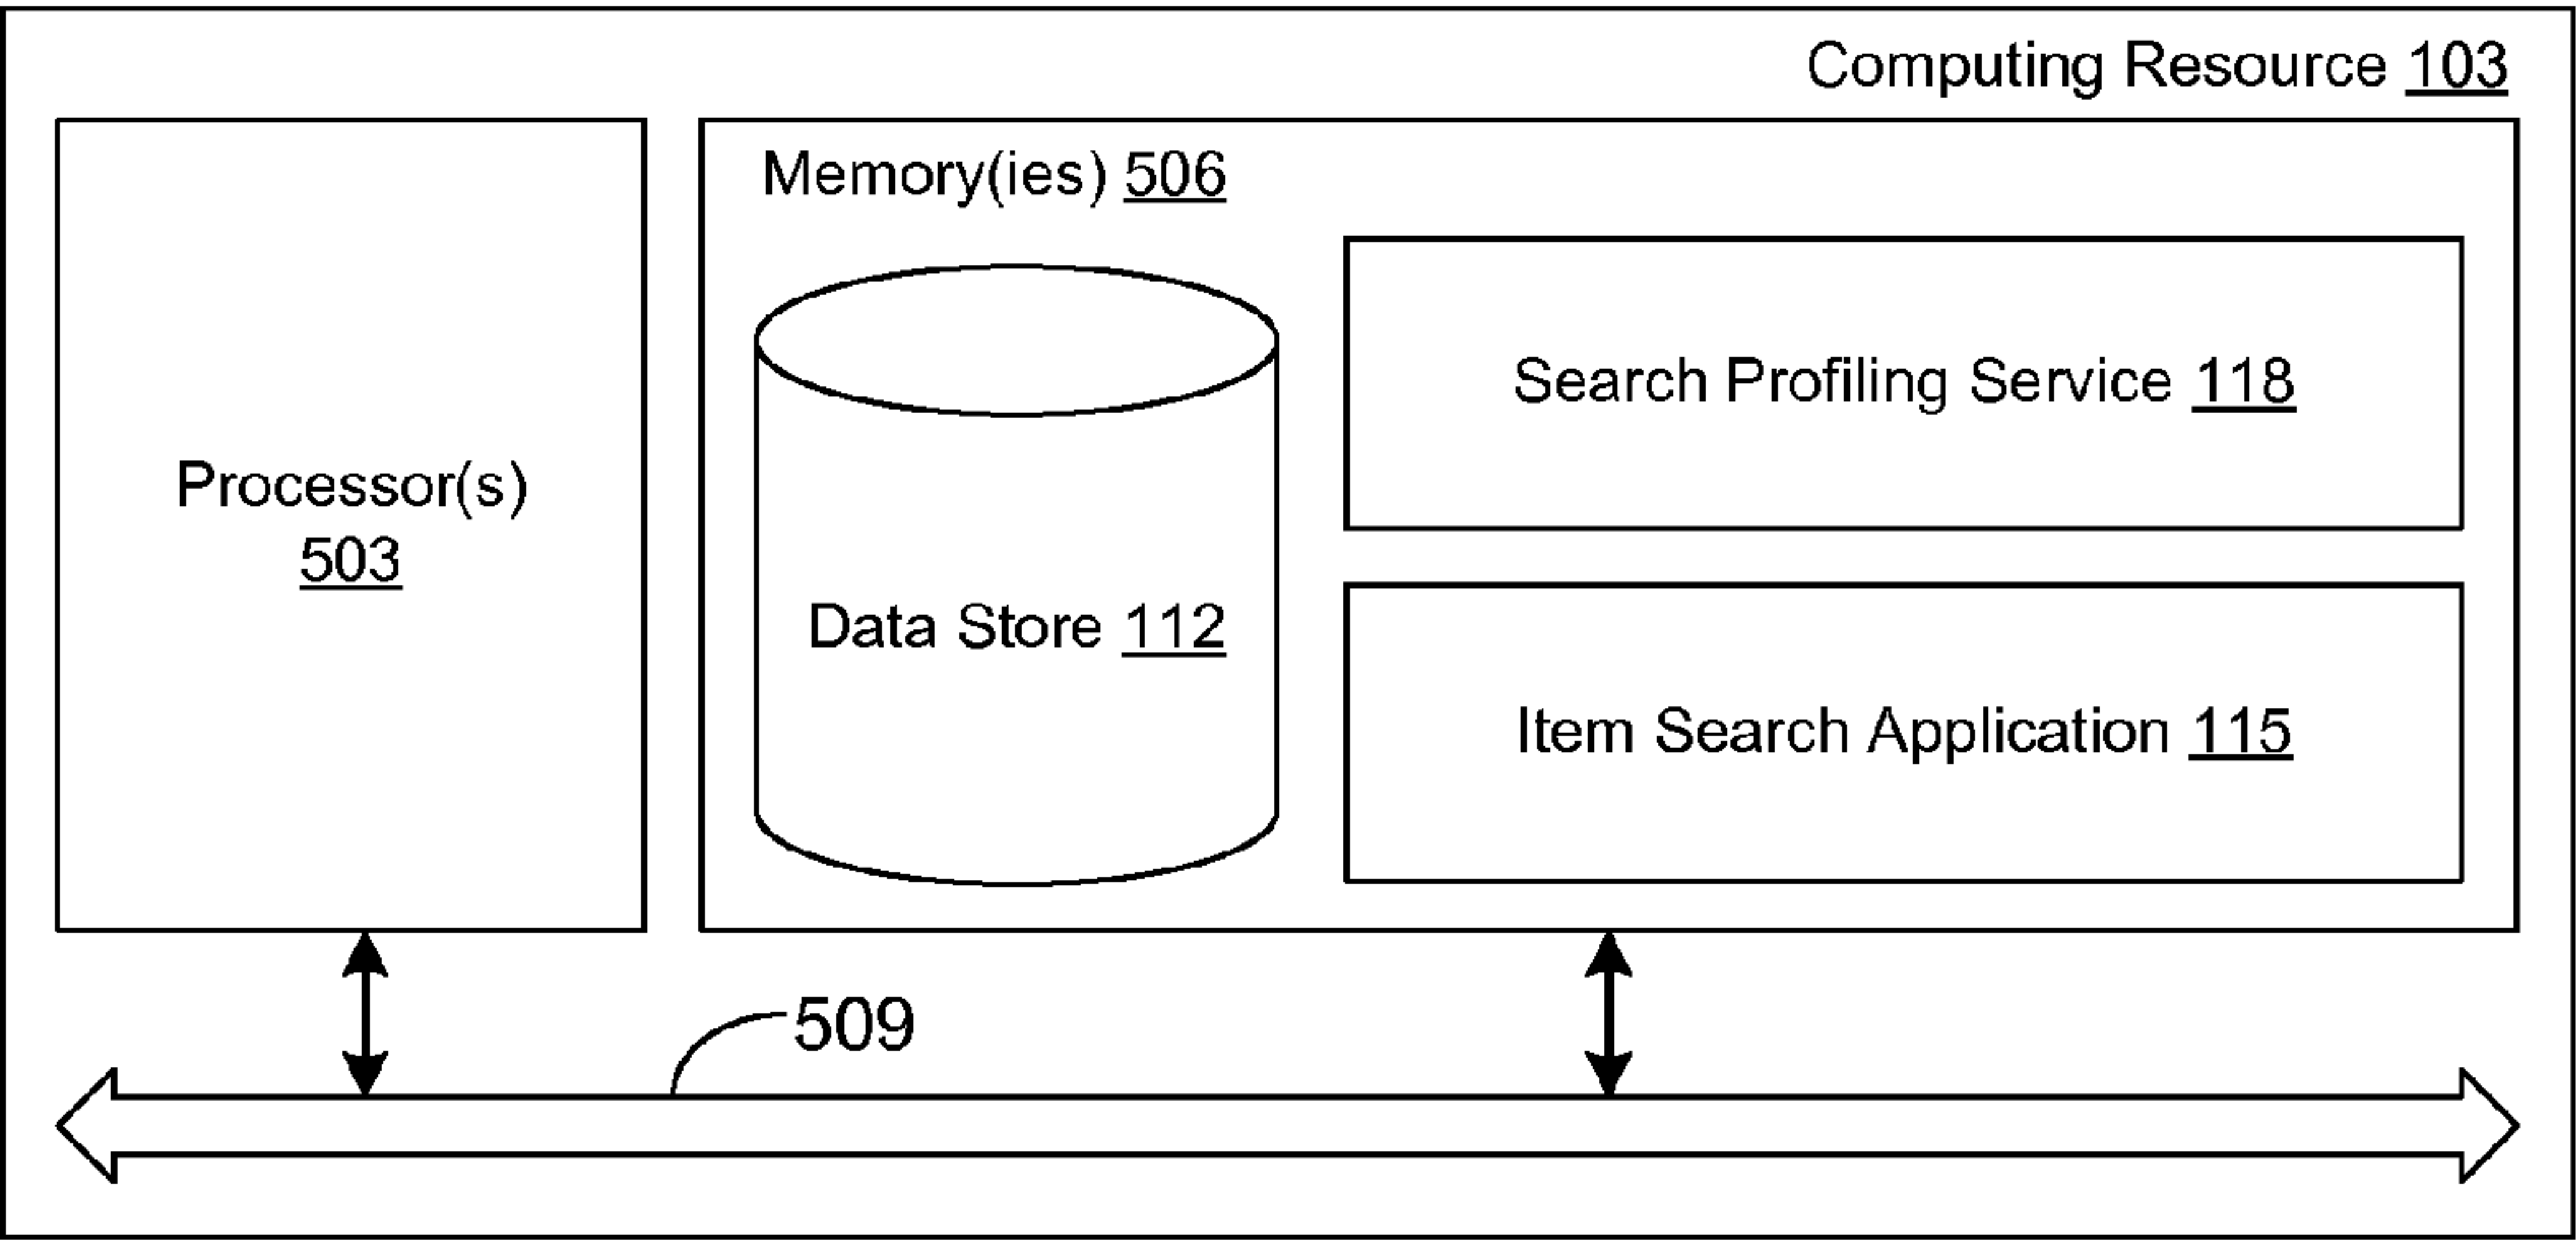 Computing Resource 103
Memory(ies) 506
Search Profiling Service 118
Processor(s)
503
Data Store 112
Item Search Application 115
509